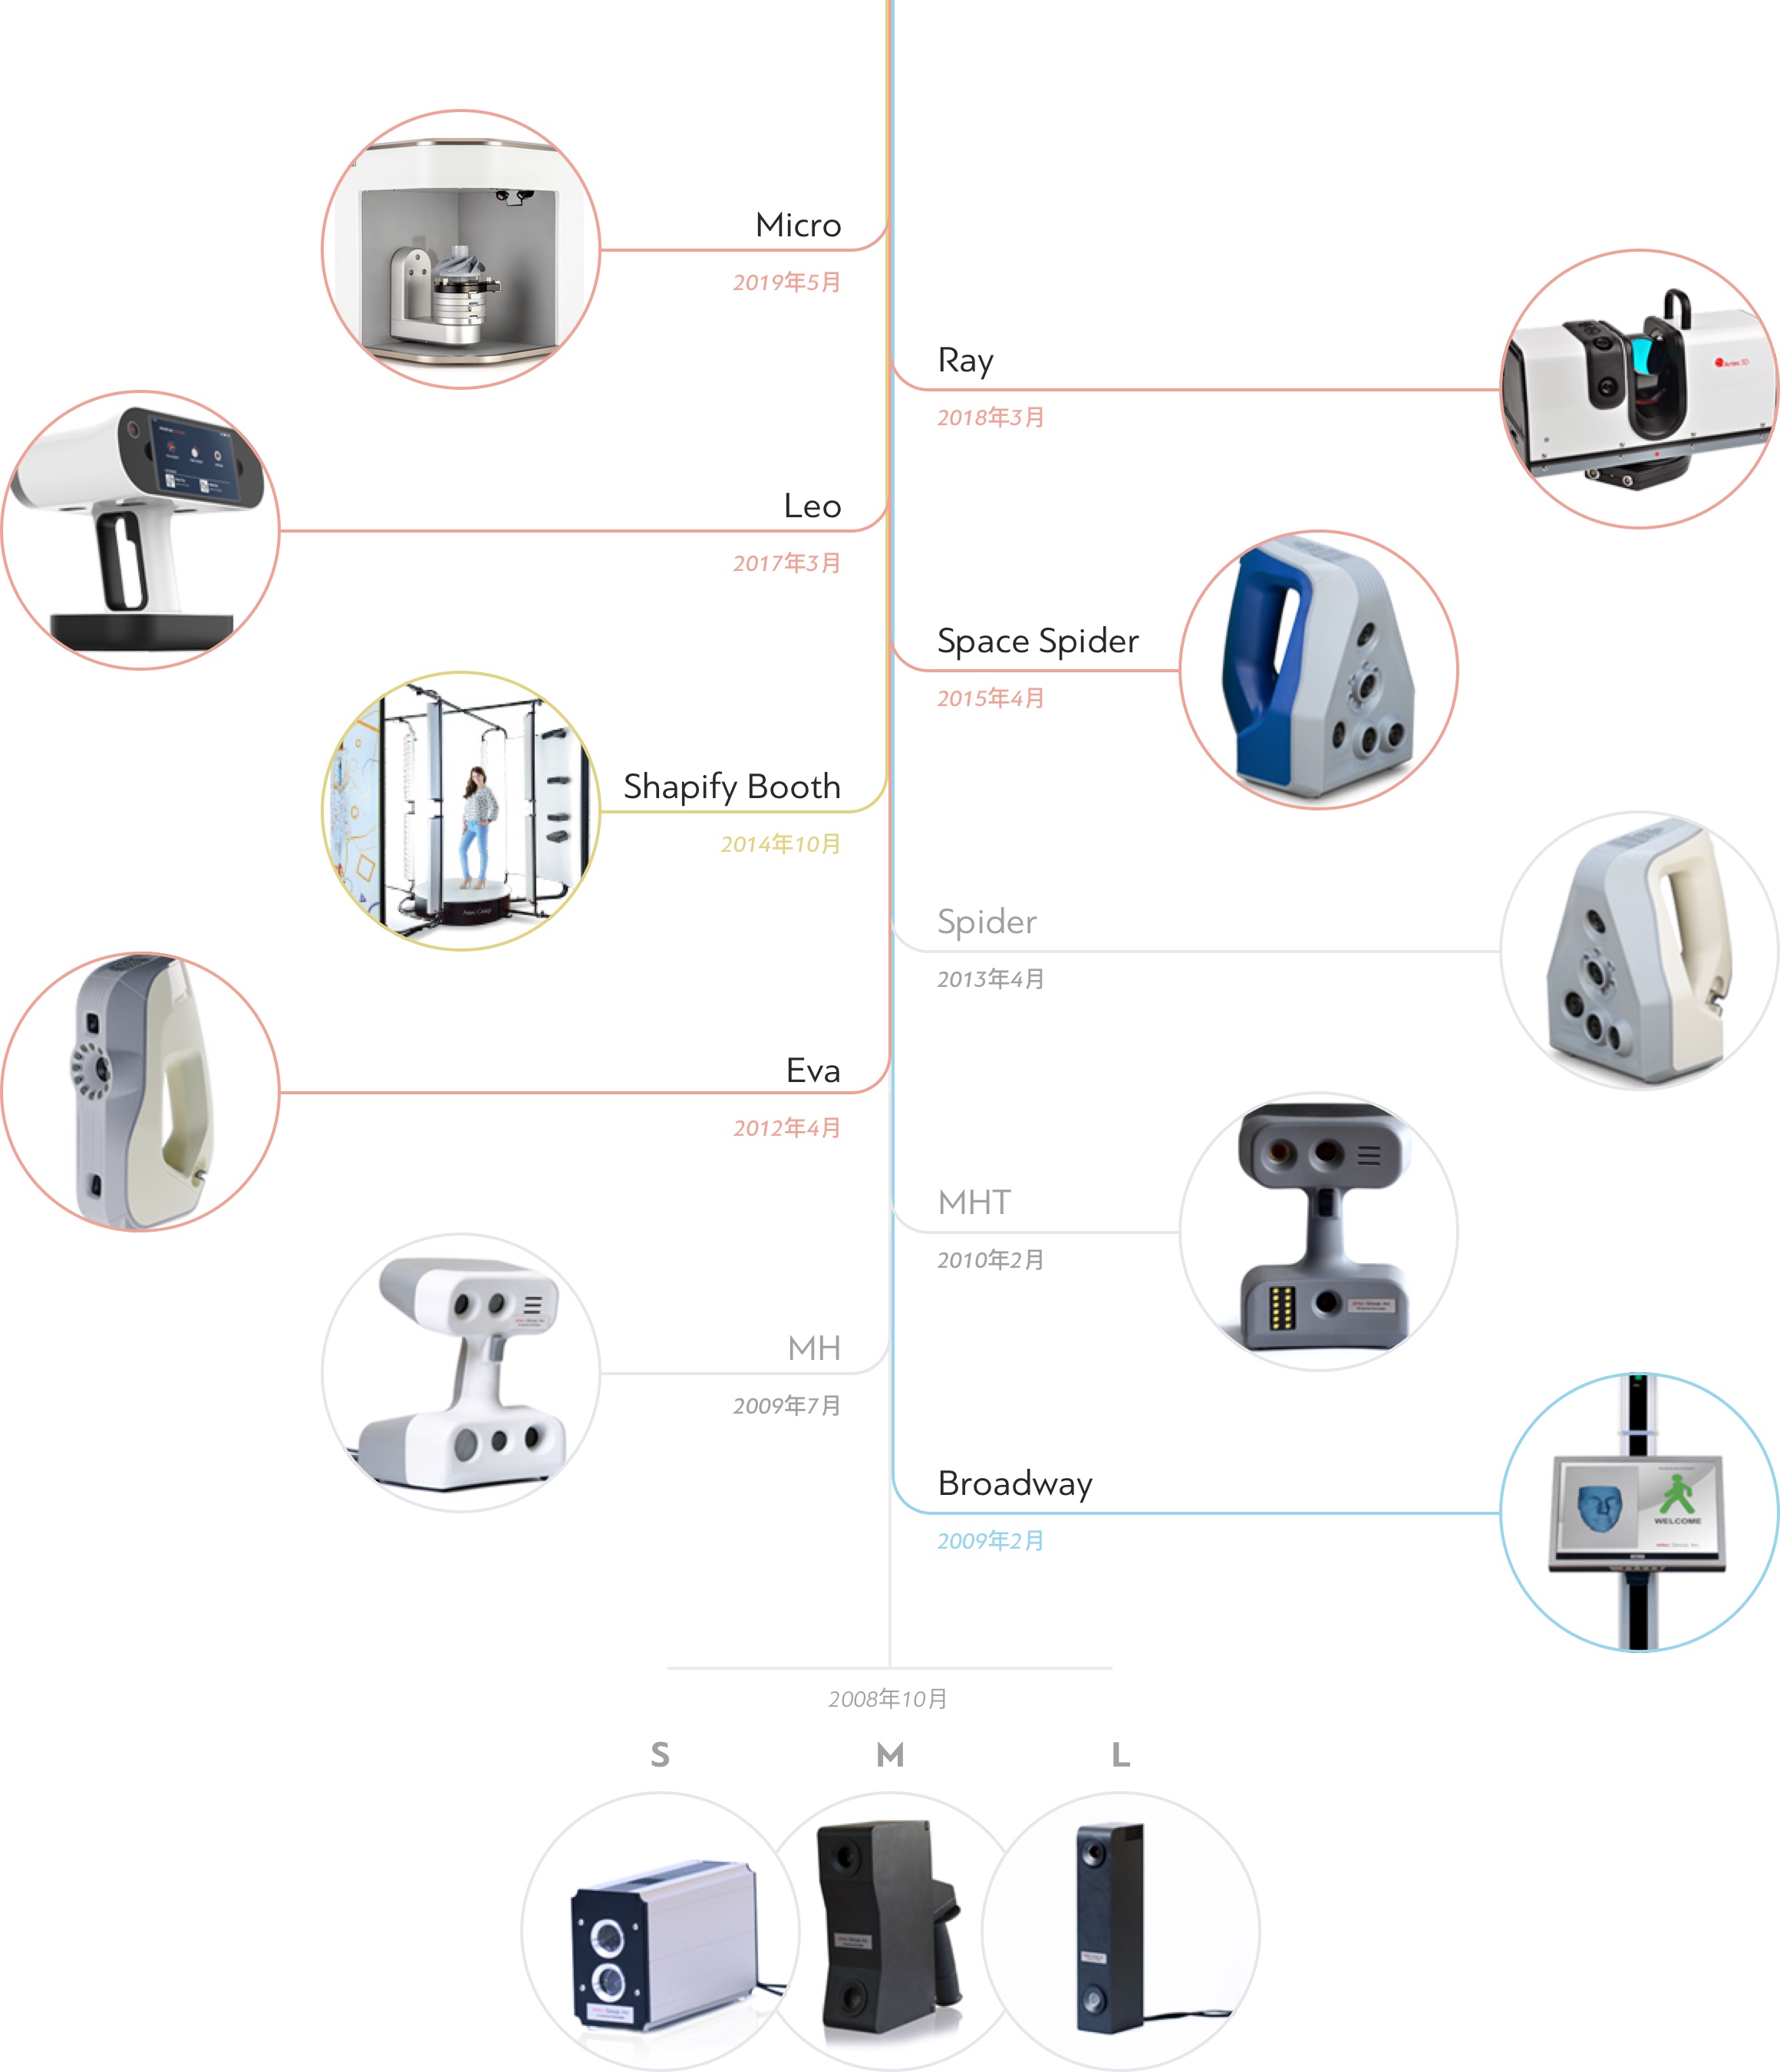 Micro
2019年5月
Ray
2018年3月
Artec 3D
Leo
2017年3月
Space Spider
2015年4月
Shapify Booth
2014年10月
Spider
2013年4月
Eva
2012年4月
MHT
2010年2月
MH
2009年7月
Broadway
2009年2月
WELCOME
2008年10月
S
M
L